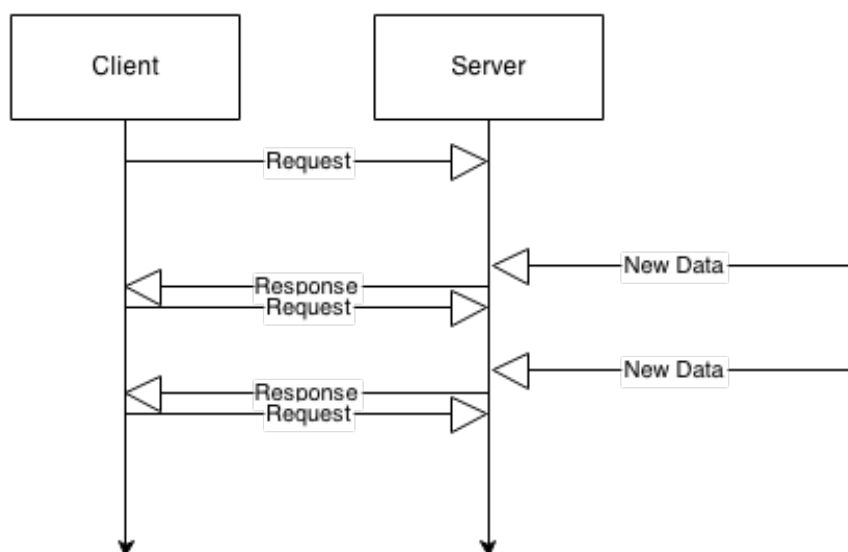 Client
Server
Request
New Data
Response
Request
New Data
Response
Request